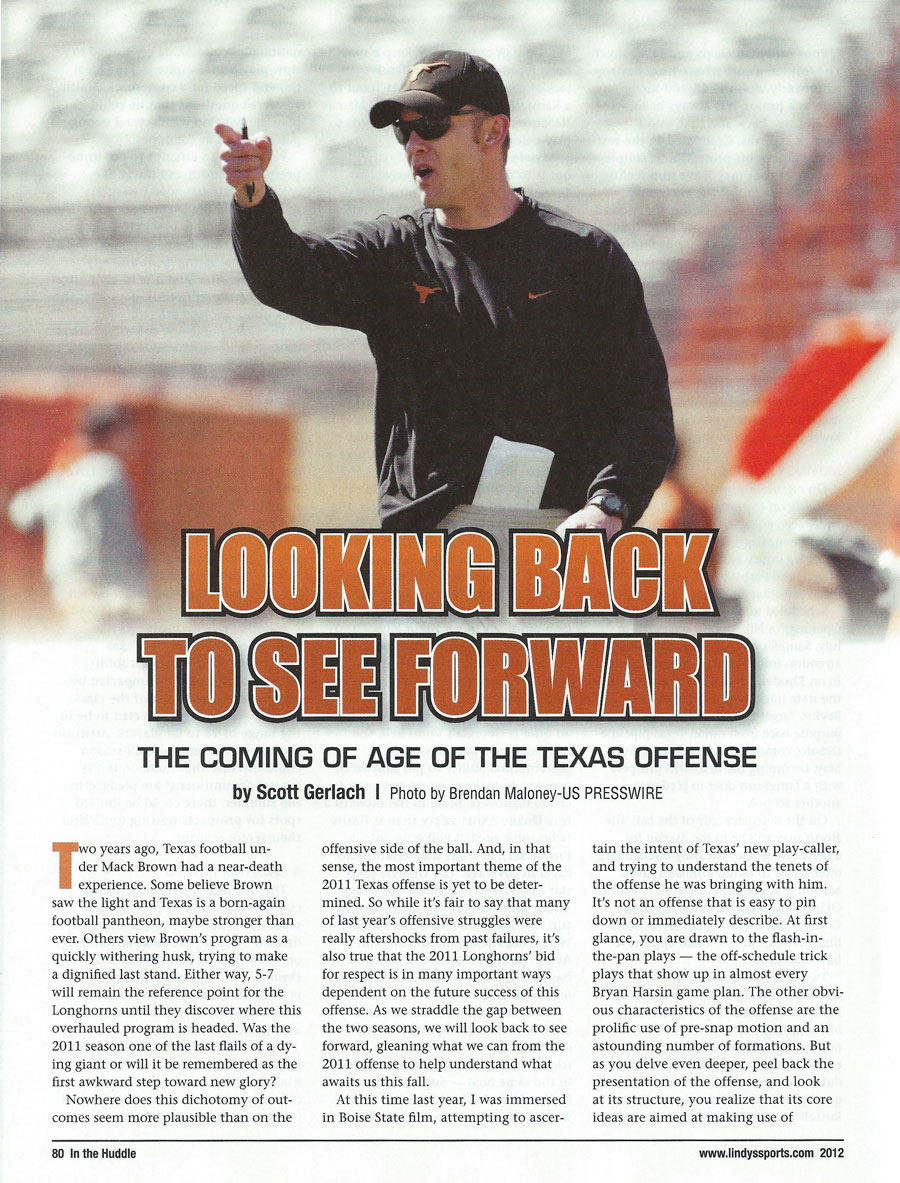 LOOKING BACK
TO SEE FORWARD
THE COMING OF AGE OF THE TEXAS OFFENSE
by Scott Gerlach | Photo by Brendan Maloney-US PRESSWIRE
Two years ago, Texas football un-
der Mack Brown had a near-death
experience. Some believe Brown
saw the light and Texas is a born-again
football pantheon, maybe stronger than
ever. Others view Brown's program as a
quickly withering husk, trying to make
a dignified last stand. Either way, 5-7
will remain the reference point for the
Longhorns until they discover where this
overhauled program is headed. Was the
2011 season one of the last flails of a dy-
ing giant or will it be remembered as the
first awkward step toward new glory?
Nowhere does this dichotomy of out-
comes seem more plausible than on the
offensive side of the ball. And, in that
sense, the most important theme of the
2011 Texas offense is yet to be deter-
mined. So while it's fair to say that many
of last year's offensive struggles were
really aftershocks from past failures, it's
also true that the 2011 Longhorns' bid
for respect is in many important ways
dependent on the future success of this
offense. As we straddle the gap between
the two seasons, we will look back to see
forward, gleaning what we can from the
2011 offense to help understand what
awaits us this fall.
At this time last year, I was immersed
in Boise State film, attempting to ascer-
tain the intent of Texas' new play-caller,
and trying to understand the tenets of
the offense he was bringing with him.
It's not an offense that is easy to pin
down or immediately describe. At first
glance, you are drawn to the flash-in-
the-pan plays — the off-schedule trick
plays that show up in almost every
Bryan Harsin game plan. The other obvi-
ous characteristics of the offense are the
prolific use of pre-snap motion and an
astounding number of formations. But
as you delve even deeper, peel back the
presentation of the offense, and look
at its structure, you realize that its core
ideas are aimed at making use of
80 In the Huddle
www.lindyssports.com 2012